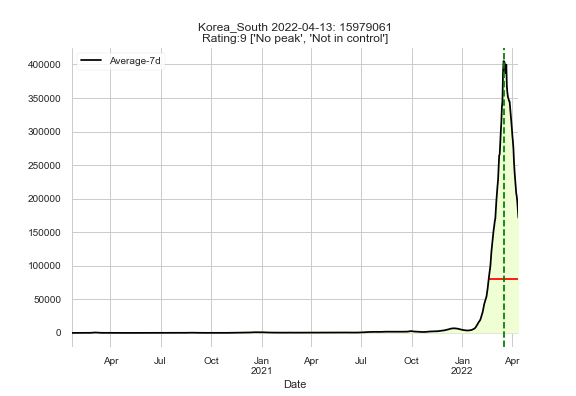 Korea_South 2022-04-13: 15979061
Rating:9 ['No peak', 'Not in control']
Average-7d
400000
350000
300000
250000
200000
150000
100000
50000
0
Apr Jul Oct Jan Apr Jul Oct Jan Apr
2021 2022
Date